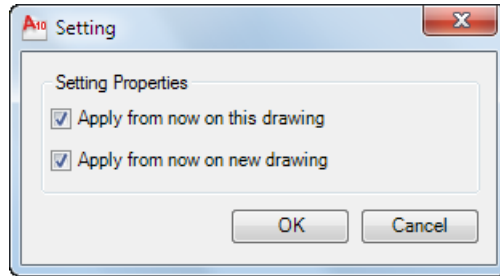 A10 Setting
Setting Properties
Apply from now on this drawing
Apply from now on new drawing
OK Cancel